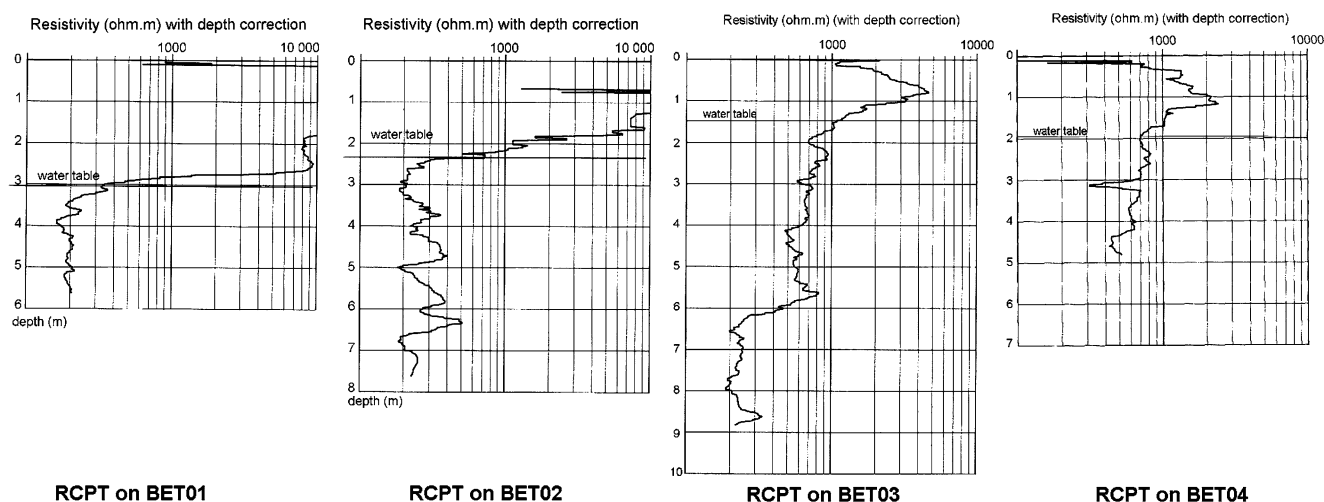 Resistivity (ohm.m) with depth correction
1000 10 000
0
1
2
water table
3
4
5
6
depth (m)
RCPT on BET01
Resistivity (ohm.m) with depth correction
1000 10 000
0
1
water table
2
3
4
5
6
7
8
depth (m)
RCPT on BET02
Resistivity (ohm.m) (with depth correction)
1000 10000
0
1
water table
2
3
4
5
6
7
8
9
10
RCPT on BET03
Resistivity (ohm.m) (with depth correction)
1000 10000
0
1
water table
2
3
4
5
6
7
RCPT on BET04